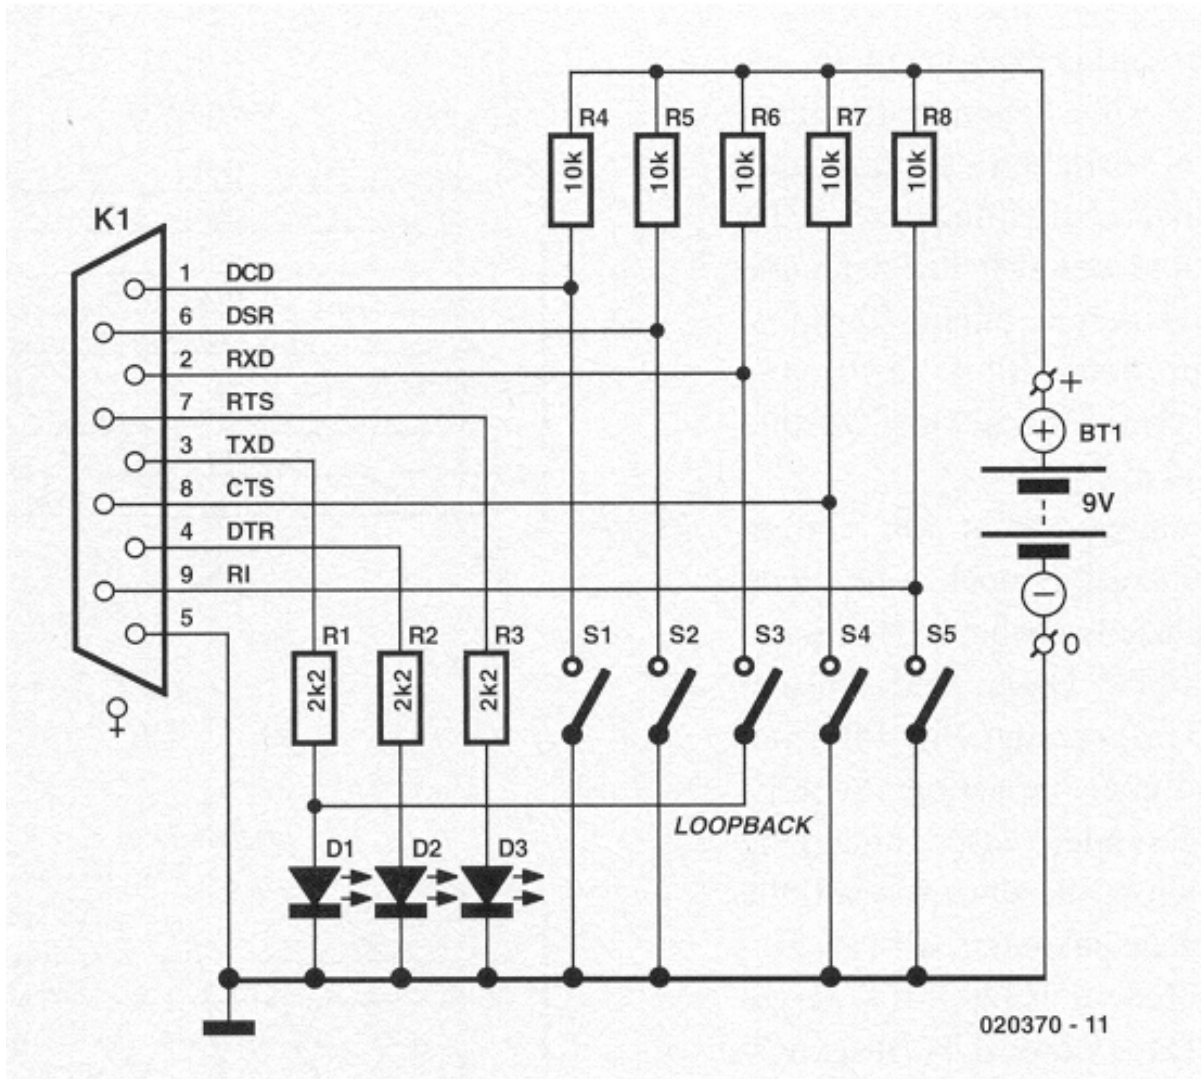 R4 R5 R6 R7 R8
10k 10k 10k 10k 10k
K1
1 DCD
6 DSR
2 RXD
7 RTS
3 TXD
8 CTS
4 DTR
9 RI
5
+
+ BT1
9V
−
0
R1 R2 R3 S1 S2 S3 S4 S5
2k2 2k2 2k2
LOOPBACK
D1 D2 D3
020370 - 11